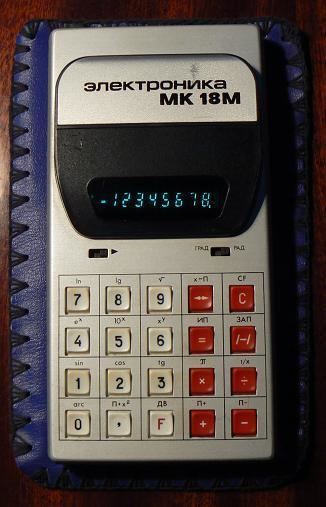 электроника
МК 18М
-12345678.
ГРАД РАД
ln lg √ x↔П CF
7 8 9 C
eˣ 10ˣ xʸ ИП ЗАП
4 5 6 = /-/
sin cos tg π 1/x
1 2 3 × ÷
arc П+x² ДВ П+ П-
0 , F + −